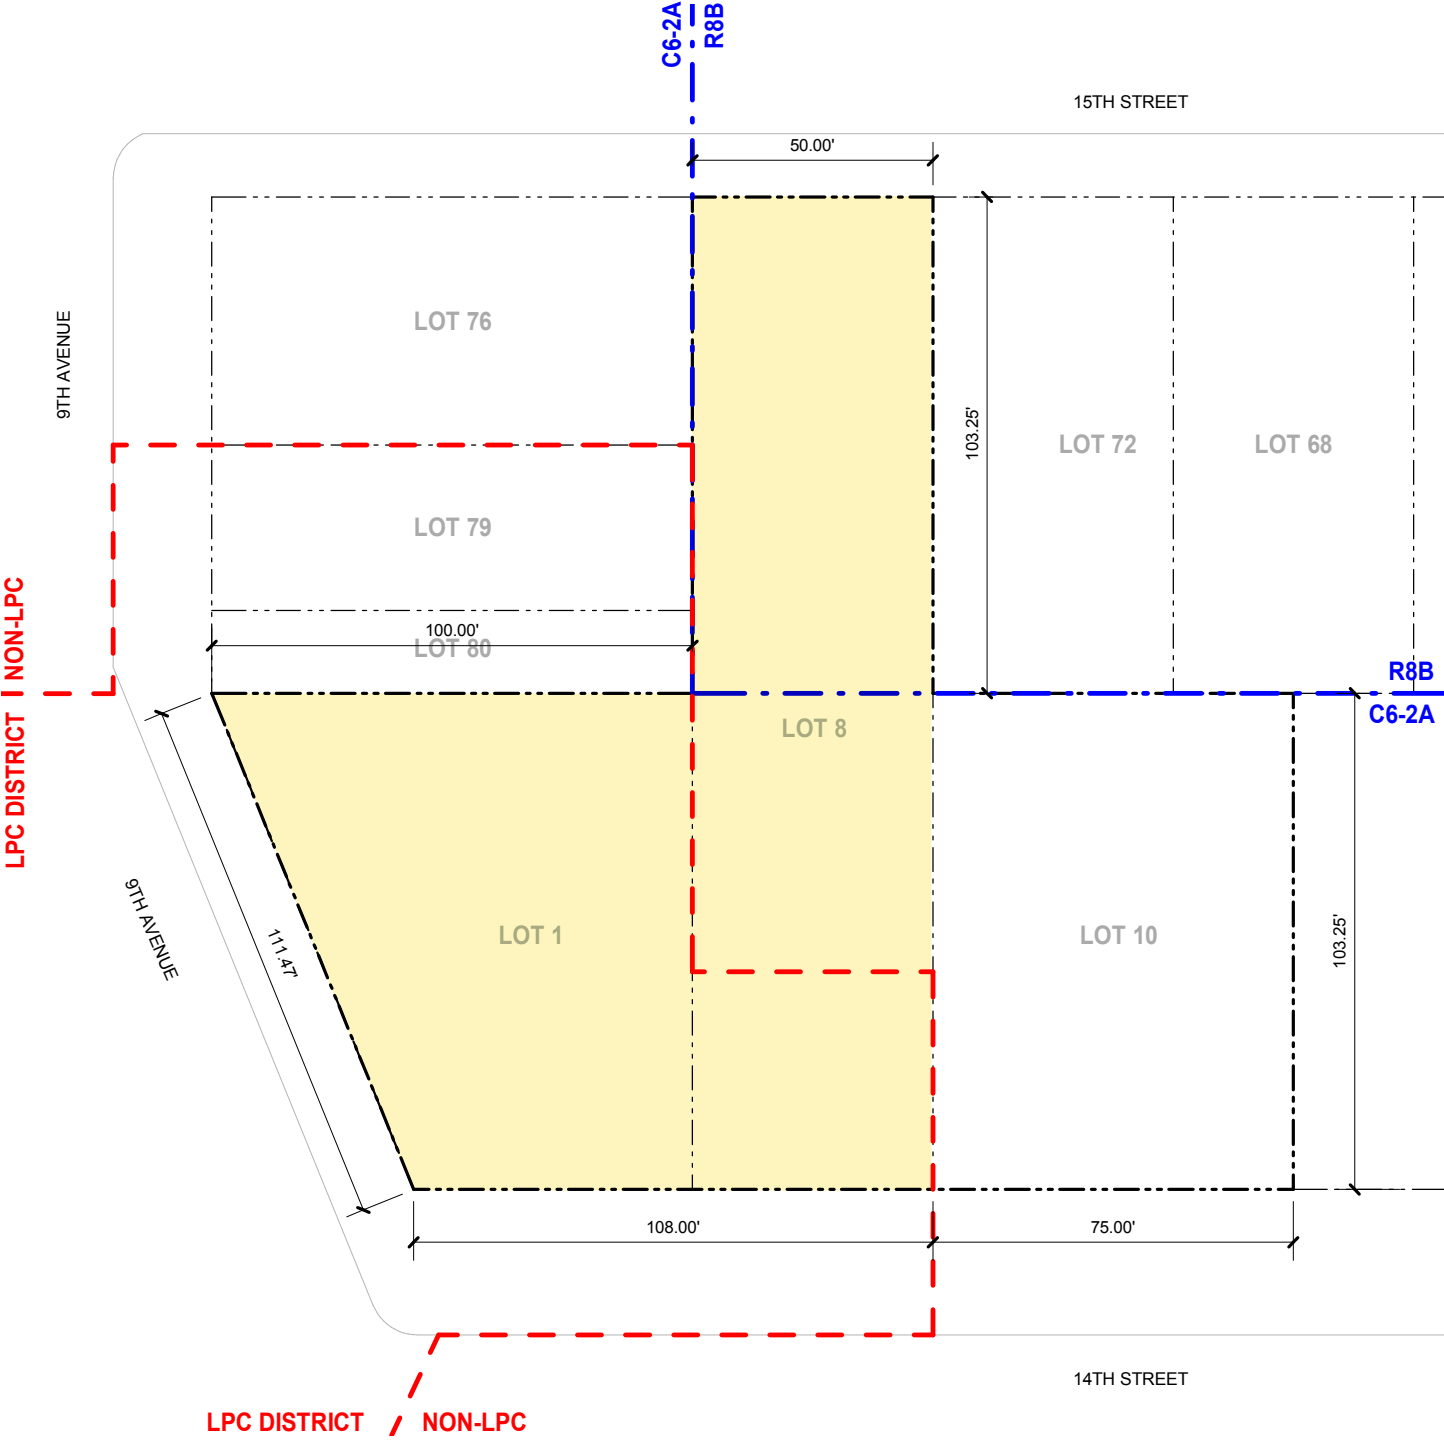 C6-2A
R8B
15TH STREET
50.00'
LOT 76
9TH AVENUE
103.25'
LOT 72
LOT 68
LOT 79
NON-LPC
100.00'
LOT 80
R8B
LPC DISTRICT
C6-2A
LOT 8
9TH AVENUE
111.47'
LOT 1
LOT 10
103.25'
108.00'
75.00'
14TH STREET
LPC DISTRICT
NON-LPC